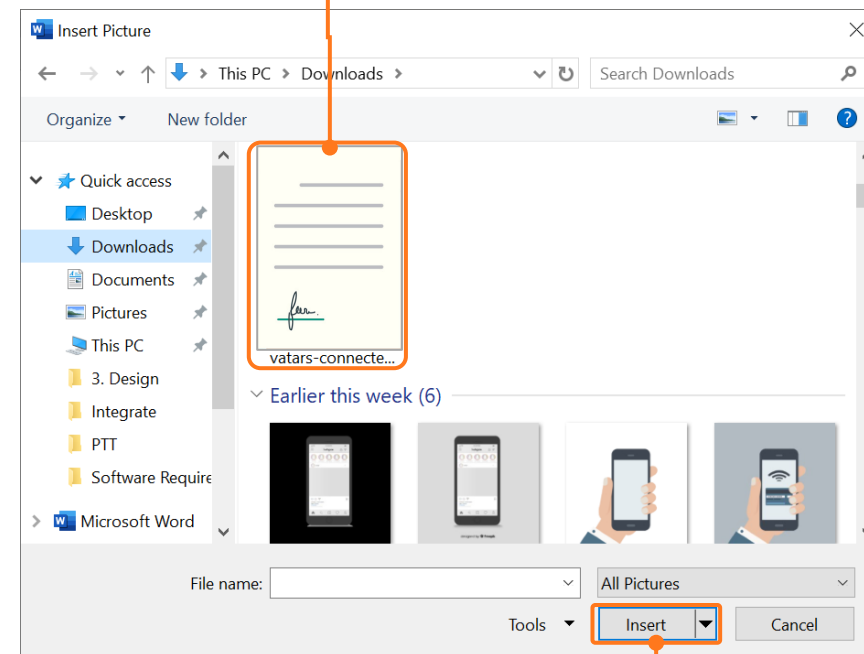 Insert Picture
This PC > Downloads >
Search Downloads
Organize
New folder
Quick access
Desktop
Downloads
Documents
Pictures
This PC
3. Design
Integrate
PTT
Software Require
Microsoft Word
vatars-connecte...
Earlier this week (6)
File name:
All Pictures
Tools
Insert
Cancel